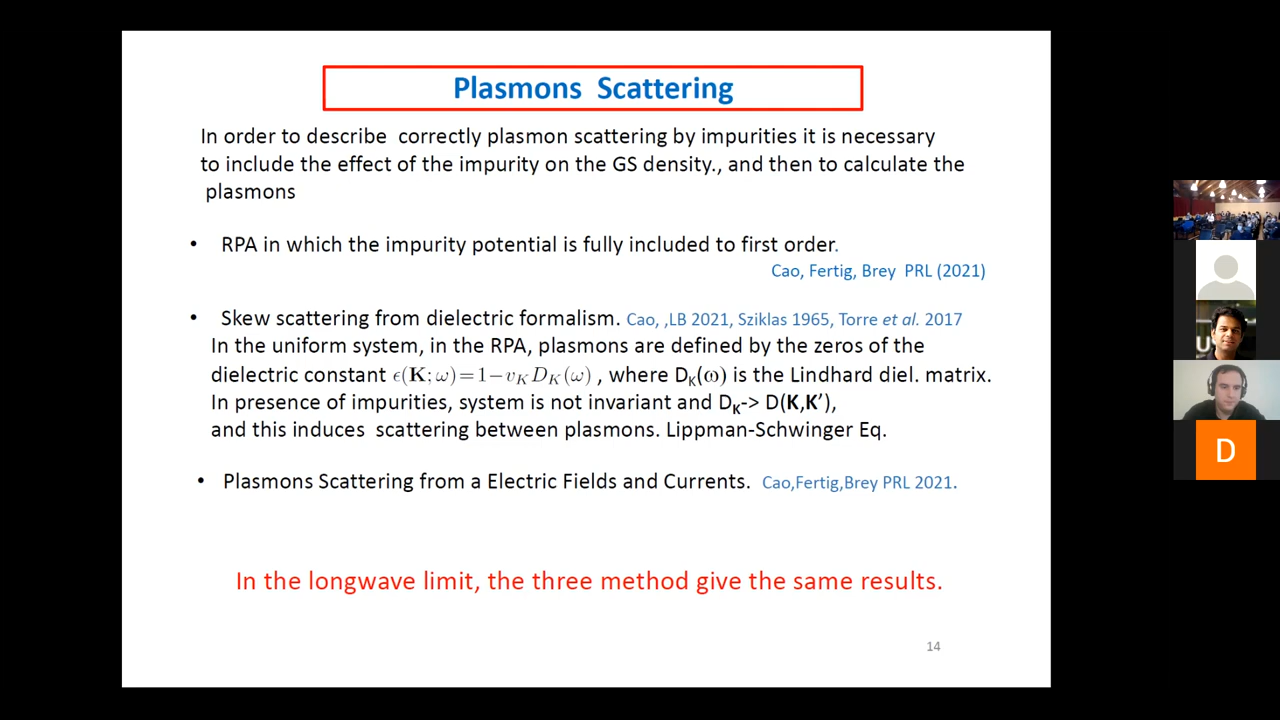 Plasmons Scattering
In order to describe correctly plasmon scattering by impurities it is necessary
to include the effect of the impurity on the GS density., and then to calculate the
plasmons
• RPA in which the impurity potential is fully included to first order.
Cao, Fertig, Brey PRL (2021)
• Skew scattering from dielectric formalism. Cao, ,LB 2021, Sziklas 1965, Torre et al. 2017
In the uniform system, in the RPA, plasmons are defined by the zeros of the
dielectric constant ϵ(K;ω)=1−v_K D_K(ω) , where D_K(ω) is the Lindhard diel. matrix.
In presence of impurities, system is not invariant and D_K-> D(K,K’),
and this induces scattering between plasmons. Lippman-Schwinger Eq.
• Plasmons Scattering from a Electric Fields and Currents. Cao,Fertig,Brey PRL 2021.
In the longwave limit, the three method give the same results.
14
D